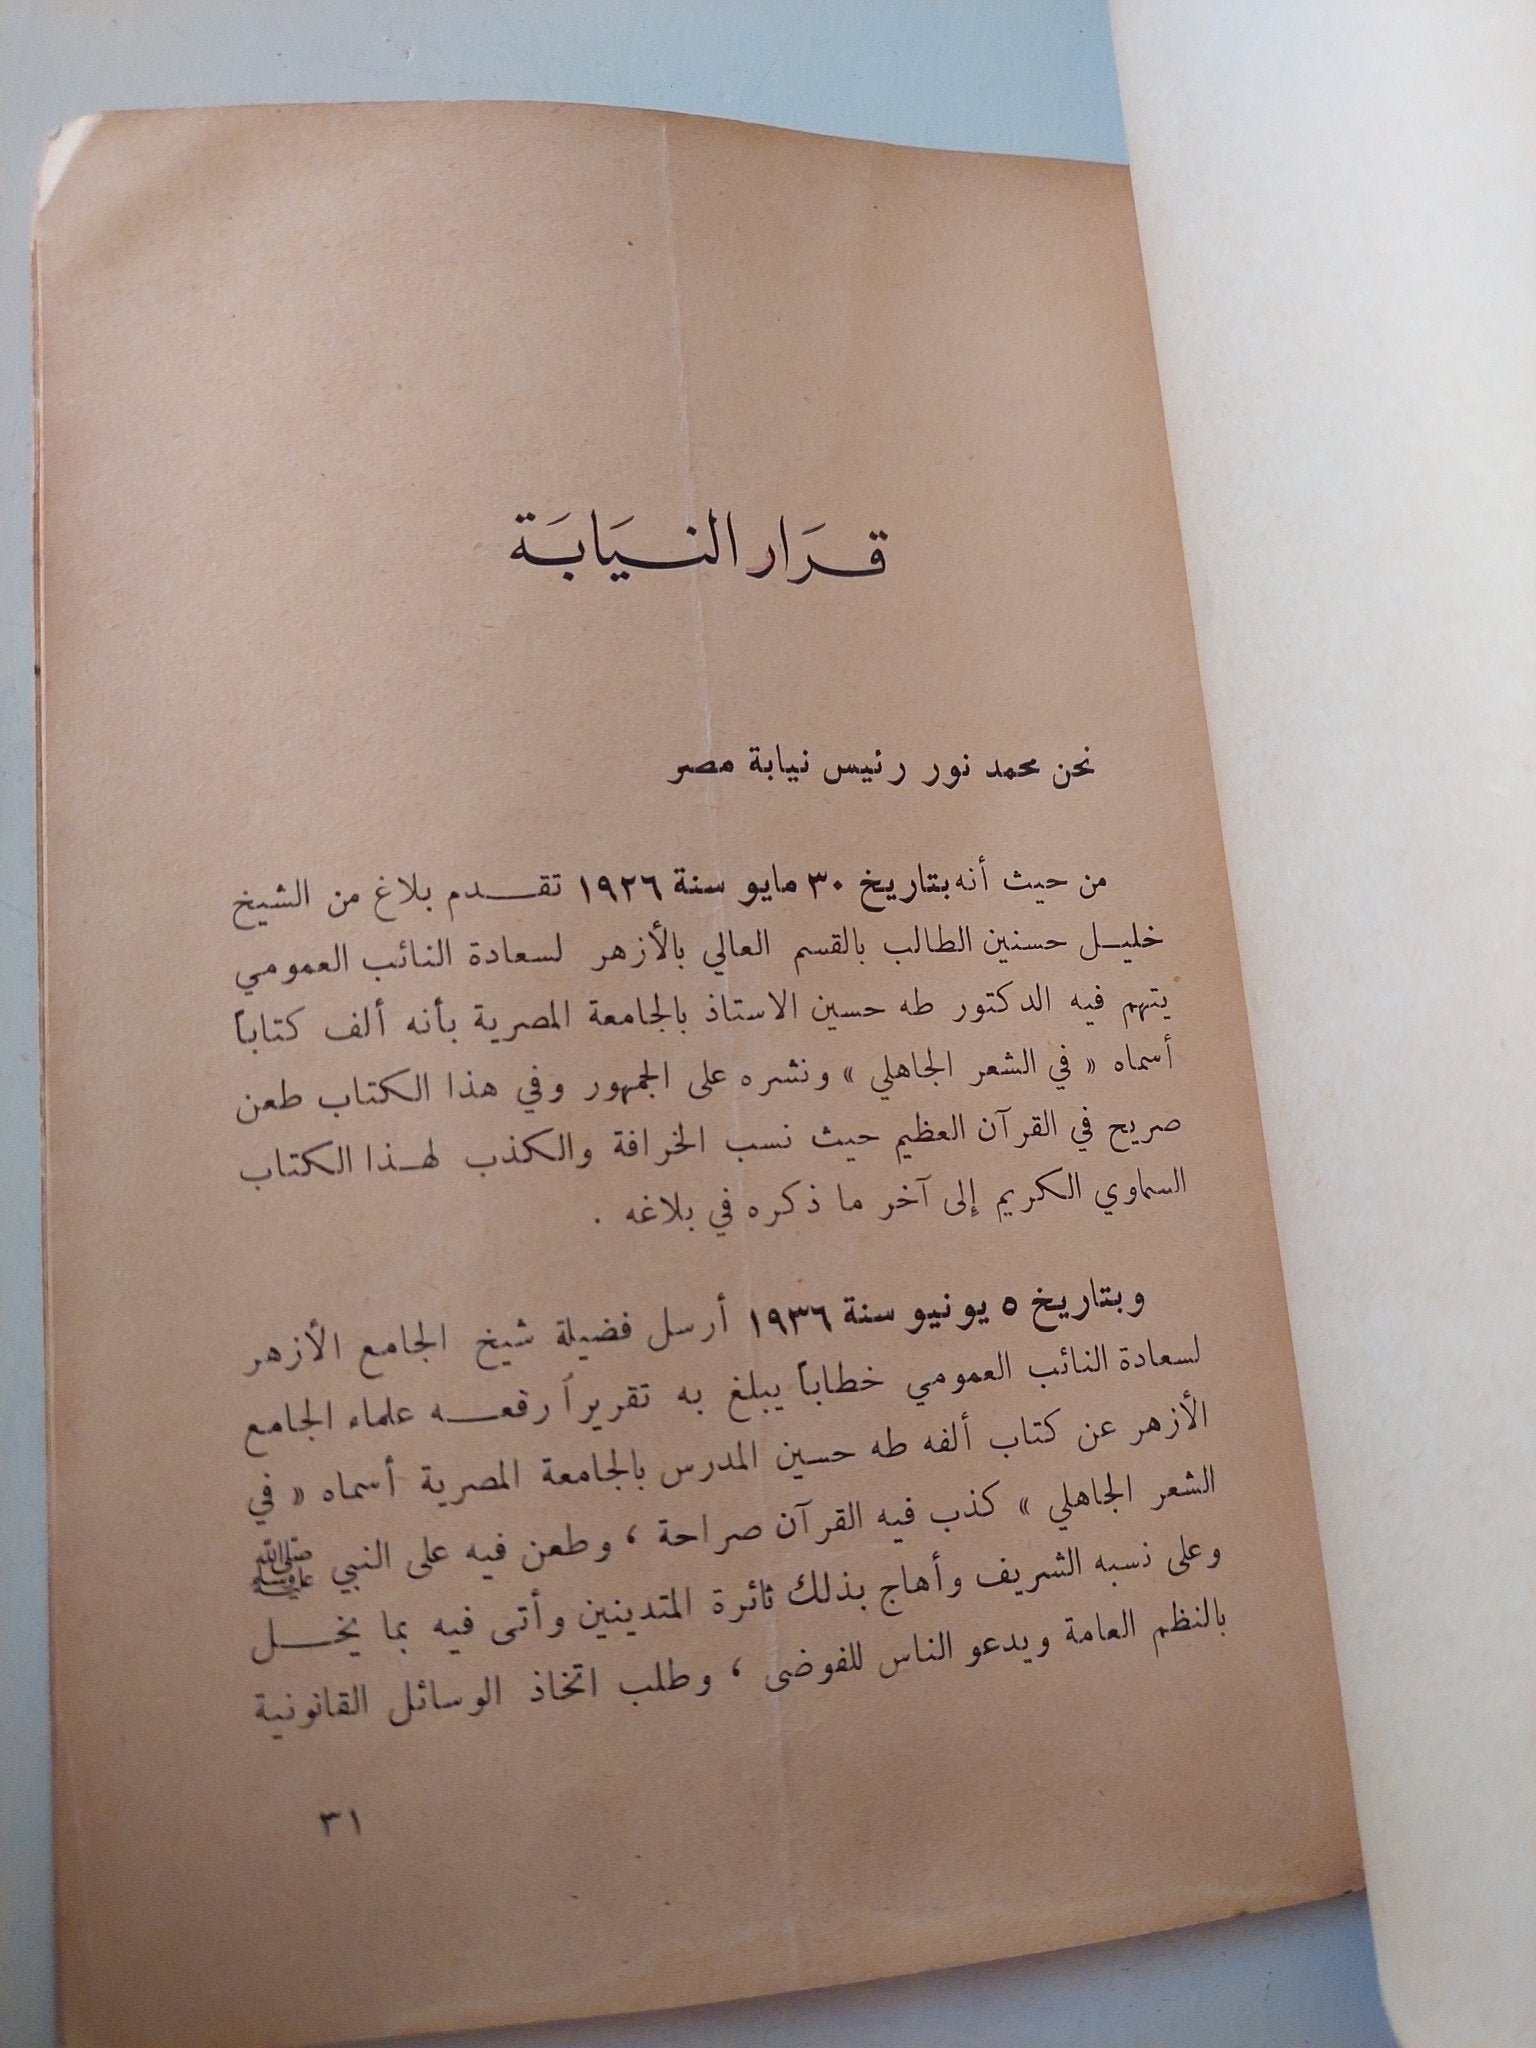 قرَار النيَابَة
نحن محمد نور رئيس نيابة مصر
من حيث أنه بتاريخ ٣٠ مايو سنة ١٩٢٦ تقدم بلاغ من الشيخ
خليل حسنين الطالب بالقسم العالي بالأزهر لسعادة النائب العمومي
يتهم فيه الدكتور طه حسين الاستاذ بالجامعة المصرية بأنه ألف كتاباً
أسماه « في الشعر الجاهلي » ونشره على الجمهور وفي هذا الكتاب طعن
صريح في القرآن العظيم حيث نسب الخرافة والكذب لهذا الكتاب
السماوي الكريم إلى آخر ما ذكره في بلاغه .
وبتاريخ ٥ يونيو سنة ١٩٣٦ أرسل فضيلة شيخ الجامع الأزهر
لسعادة النائب العمومي خطاباً يبلغ به تقريراً رفعه علماء الجامع
الأزهر عن كتاب ألفه طه حسين المدرس بالجامعة المصرية أسماه « في
الشعر الجاهلي » كذب فيه القرآن صراحة ، وطعن فيه على النبي ﷺ
وعلى نسبه الشريف وأهاج بذلك ثائرة المتدينين وأتى فيه بما يخل
بالنظم العامة ويدعو الناس للفوضى ، وطلب اتخاذ الوسائل القانونية
٣١